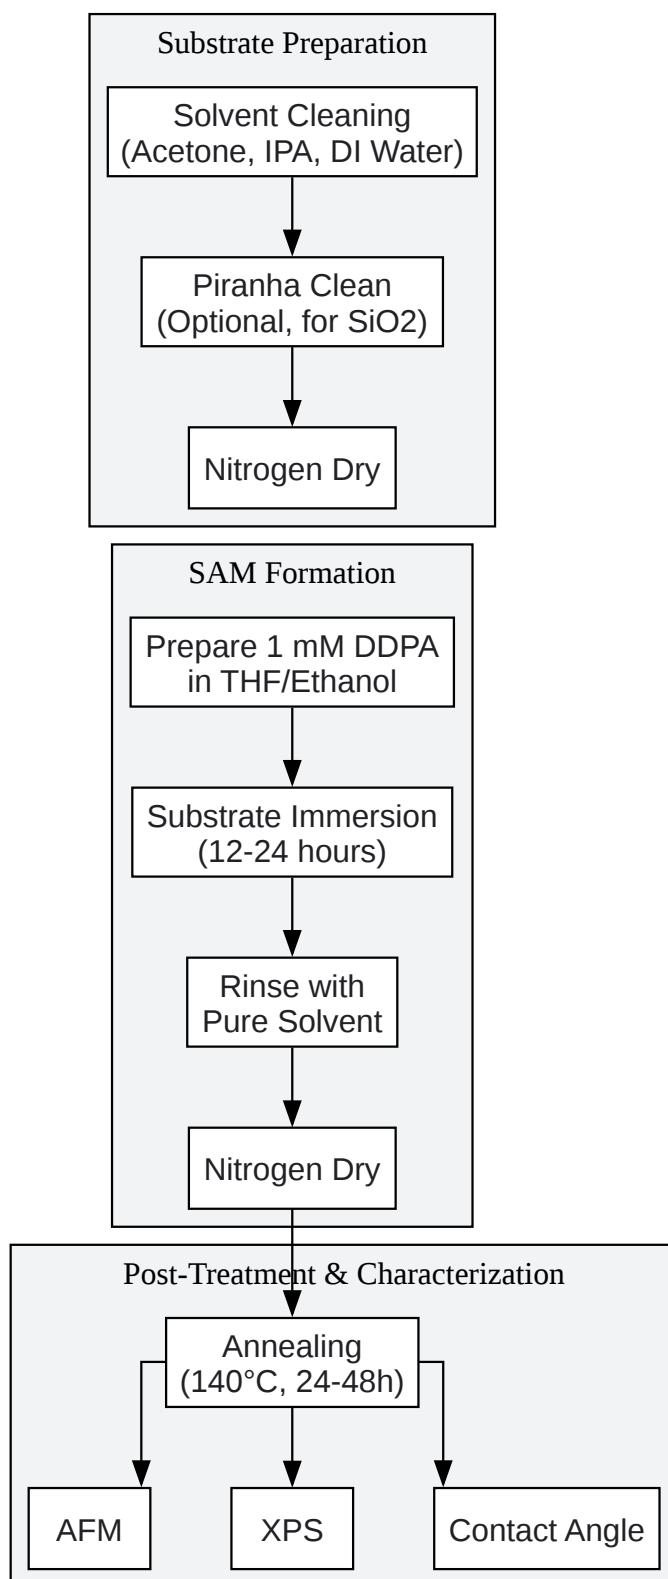 Substrate Preparation
Solvent Cleaning
(Acetone, IPA, DI Water)
Piranha Clean
(Optional, for SiO2)
Nitrogen Dry
SAM Formation
Prepare 1 mM DDPA
in THF/Ethanol
Substrate Immersion
(12-24 hours)
Rinse with
Pure Solvent
Nitrogen Dry
Post-Treatment & Characterization
Annealing
(140°C, 24-48h)
AFM
XPS
Contact Angle